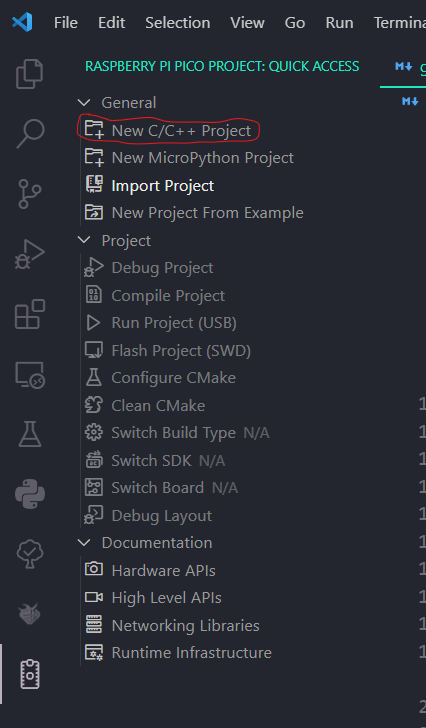 File Edit Selection View Go Run Termina
RASPBERRY PI PICO PROJECT: QUICK ACCESS
General
New C/C++ Project
New MicroPython Project
Import Project
New Project From Example
Project
Debug Project
Compile Project
Run Project (USB)
Flash Project (SWD)
Configure CMake
Clean CMake
Switch Build Type N/A
Switch SDK N/A
Switch Board N/A
Debug Layout
Documentation
Hardware APIs
High Level APIs
Networking Libraries
Runtime Infrastructure